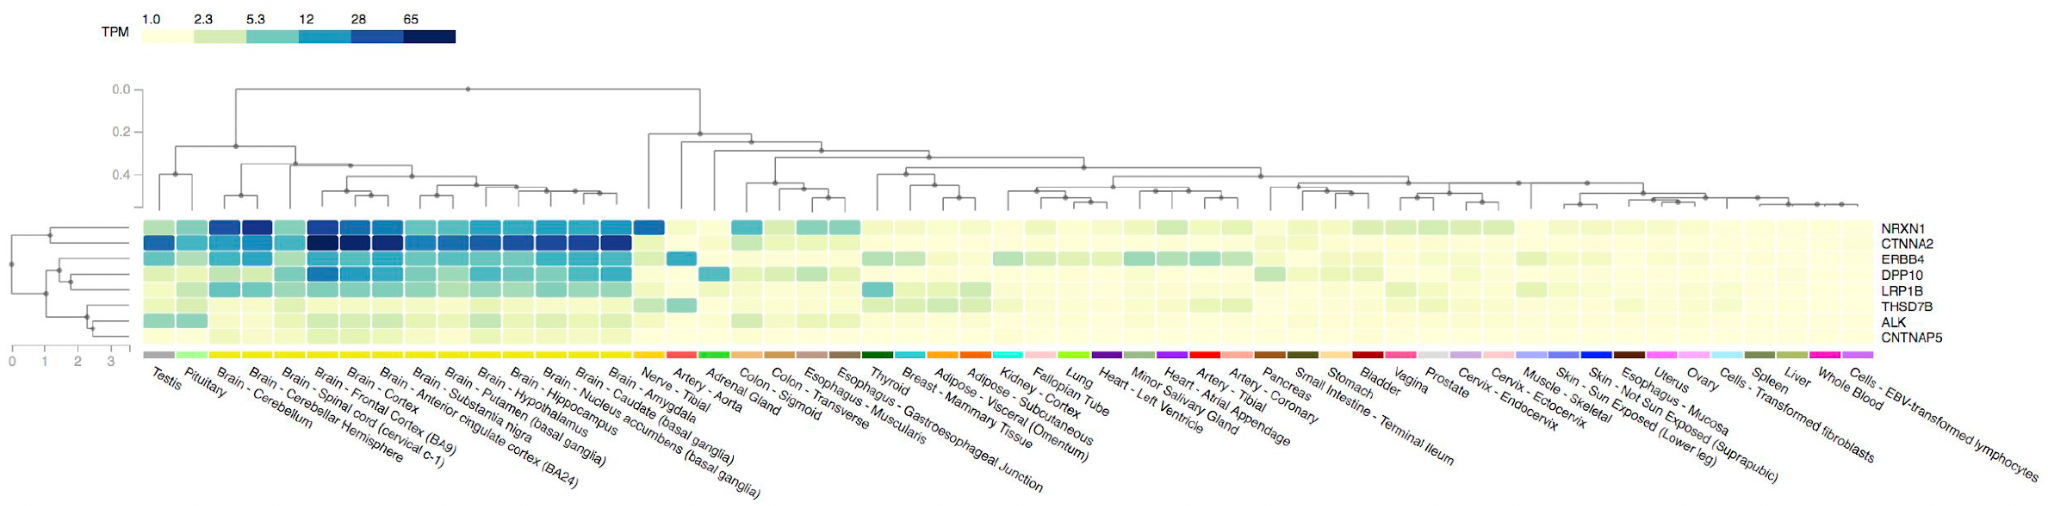 1.0 2.3 5.3 12 28 65
TPM
0.0
0.2
0.4
NRXN1
CTNNA2
ERBB4
DPP10
LRP1B
THSD7B
ALK
CNTNAP5
0 1 2 3
Testis
Pituitary
Brain - Cerebellum
Brain - Cerebellar Hemisphere
Brain - Spinal cord (cervical c-1)
Brain - Frontal Cortex (BA9)
Brain - Cortex
Brain - Anterior cingulate cortex (BA24)
Brain - Substantia nigra
Brain - Putamen (basal ganglia)
Brain - Hypothalamus
Brain - Hippocampus
Brain - Nucleus accumbens (basal ganglia)
Brain - Caudate (basal ganglia)
Brain - Amygdala
Nerve - Tibial
Artery - Aorta
Adrenal Gland
Colon - Sigmoid
Colon - Transverse
Esophagus - Muscularis
Esophagus - Gastroesophageal Junction
Thyroid
Breast - Mammary Tissue
Adipose - Visceral (Omentum)
Adipose - Subcutaneous
Kidney - Cortex
Fallopian Tube
Lung
Heart - Left Ventricle
Minor Salivary Gland
Heart - Atrial Appendage
Artery - Tibial
Artery - Coronary
Pancreas
Small Intestine - Terminal Ileum
Stomach
Bladder
Vagina
Prostate
Cervix - Endocervix
Cervix - Ectocervix
Muscle - Skeletal
Skin - Sun Exposed (Lower leg)
Skin - Not Sun Exposed (Suprapubic)
Esophagus - Mucosa
Uterus
Ovary
Cells - Transformed fibroblasts
Spleen
Liver
Whole Blood
Cells - EBV-transformed lymphocytes